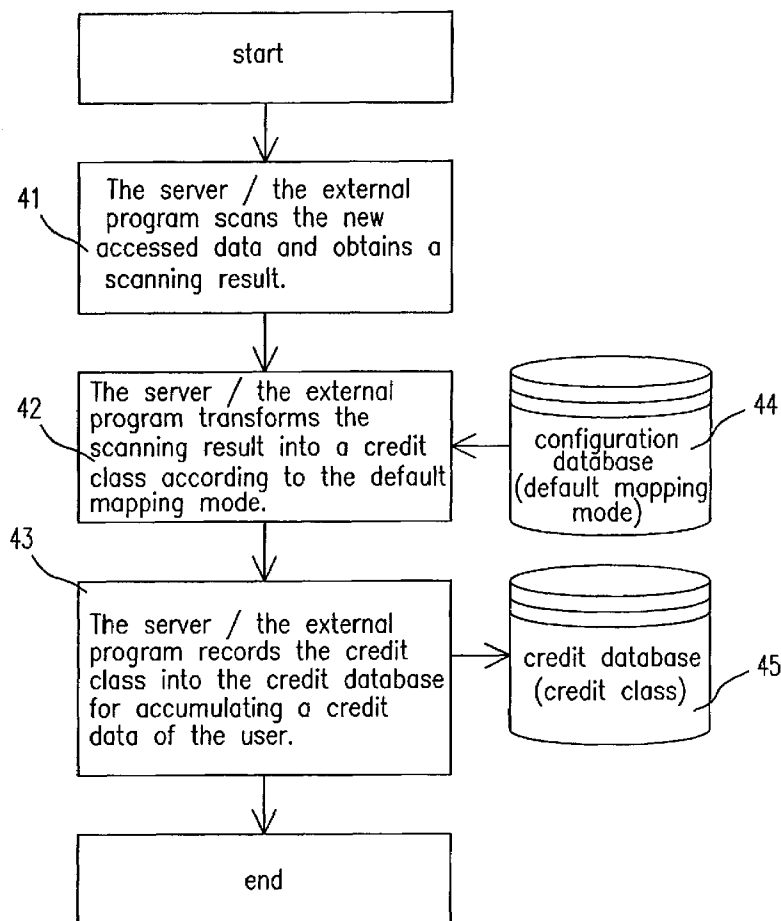 start
41
The server / the external
program scans the new
accessed data and obtains a
scanning result.
42
The server / the external
program transforms the
scanning result into a credit
class according to the default
mapping mode.
44
configuration
database
(default mapping
mode)
43
The server / the external
program records the credit
class into the credit database
for accumulating a credit
data of the user.
credit database
(credit class)
45
end